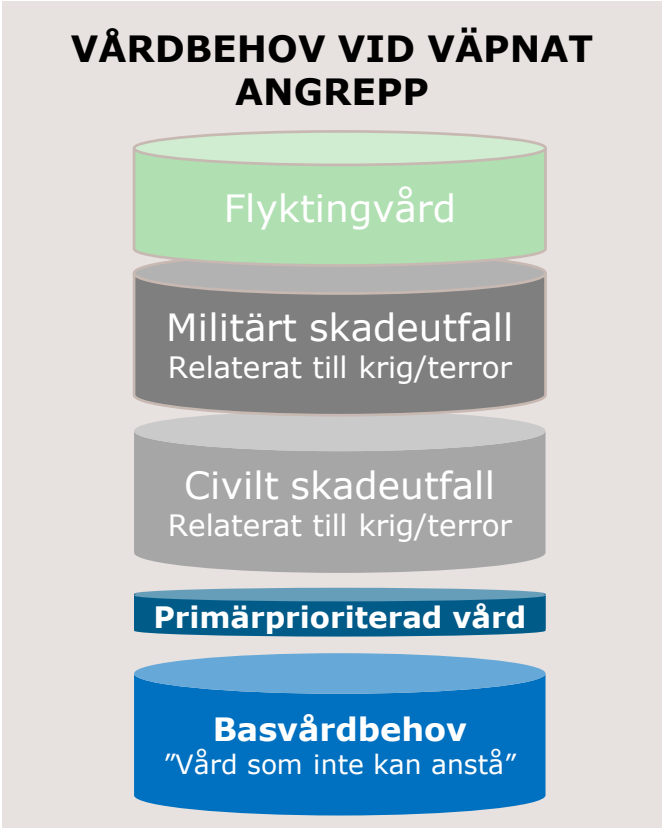 VÅRDBEHOV VID VÄPNAT
ANGREPP
Flyktingvård
Militärt skadeutfall
Relaterat till krig/terror
Civilt skadeutfall
Relaterat till krig/terror
Primärprioriterad vård
Basvårdbehov
”Vård som inte kan anstå”